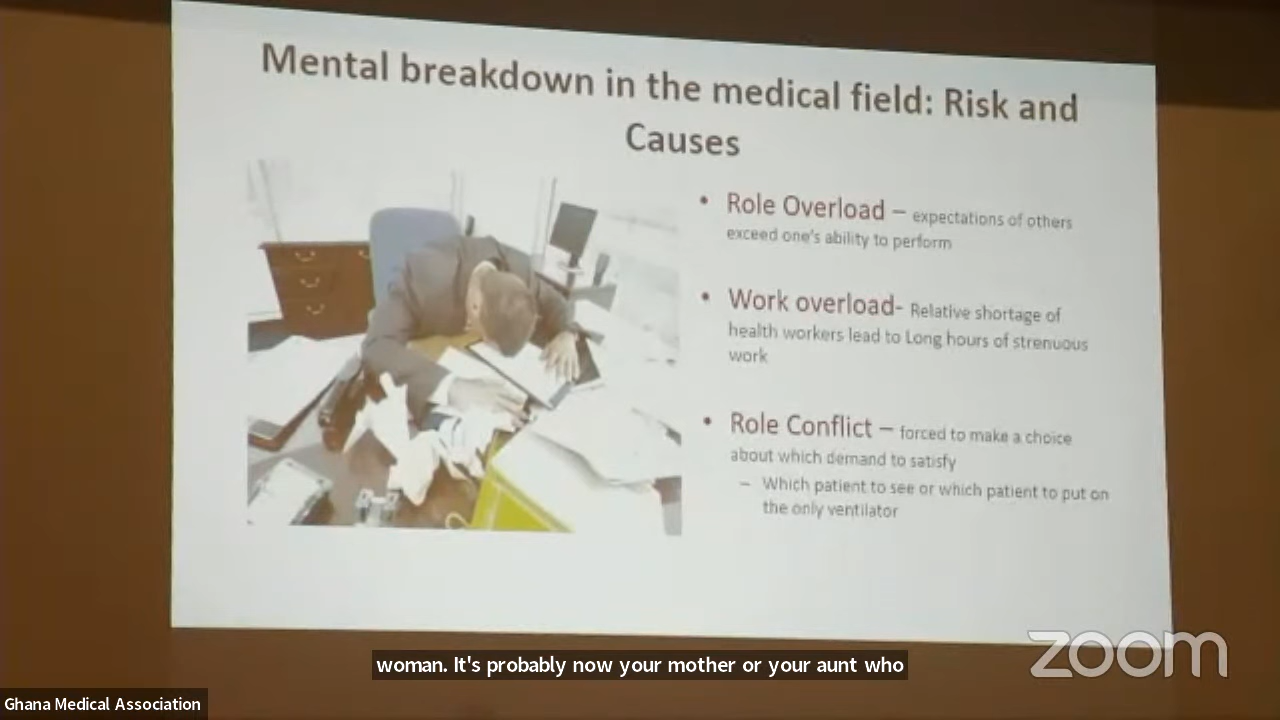 Mental breakdown in the medical field: Risk and
Causes
• Role Overload – expectations of others
exceed one's ability to perform
• Work overload- Relative shortage of
health workers lead to Long hours of strenuous
work
• Role Conflict – forced to make a choice
about which demand to satisfy
– Which patient to see or which patient to put on
the only ventilator
zoom
woman. It's probably now your mother or your aunt who
Ghana Medical Association